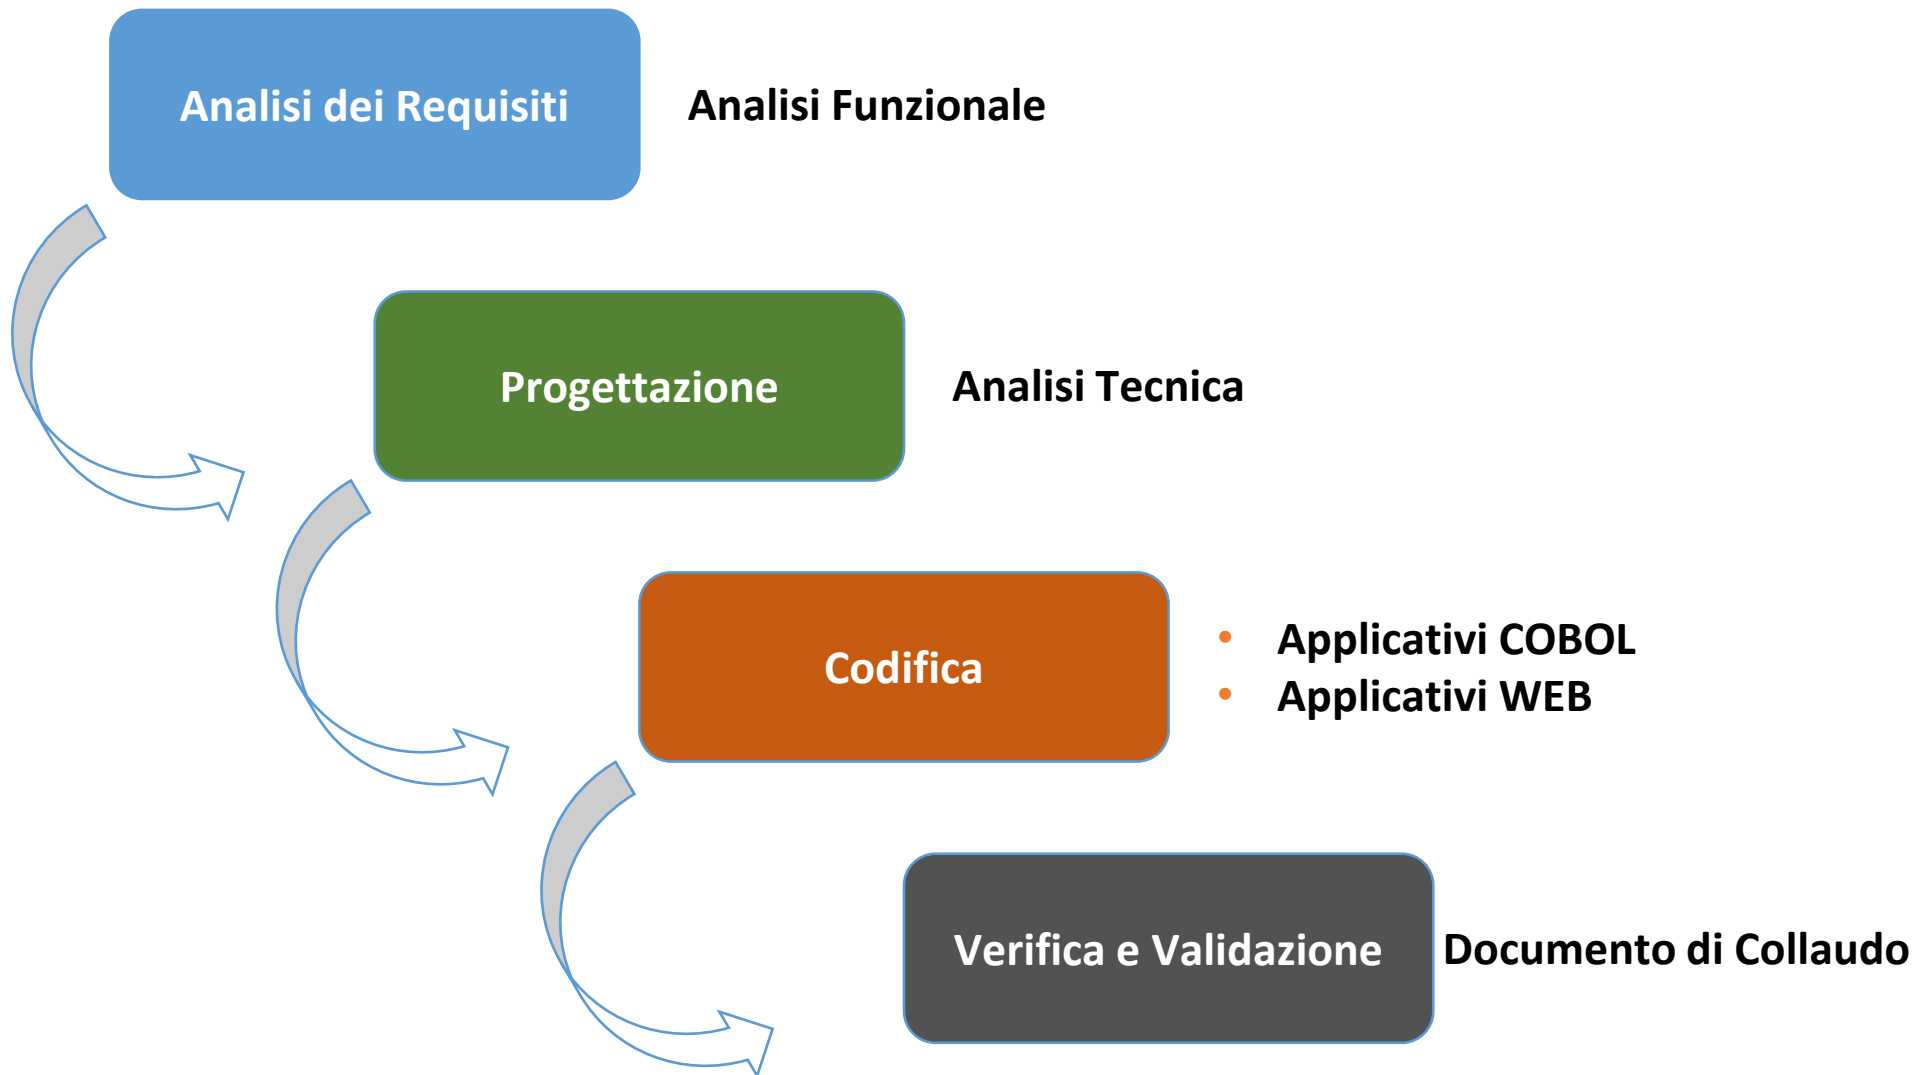 Analisi dei Requisiti
Analisi Funzionale
Progettazione
Analisi Tecnica
Codifica
• Applicativi COBOL
• Applicativi WEB
Verifica e Validazione
Documento di Collaudo